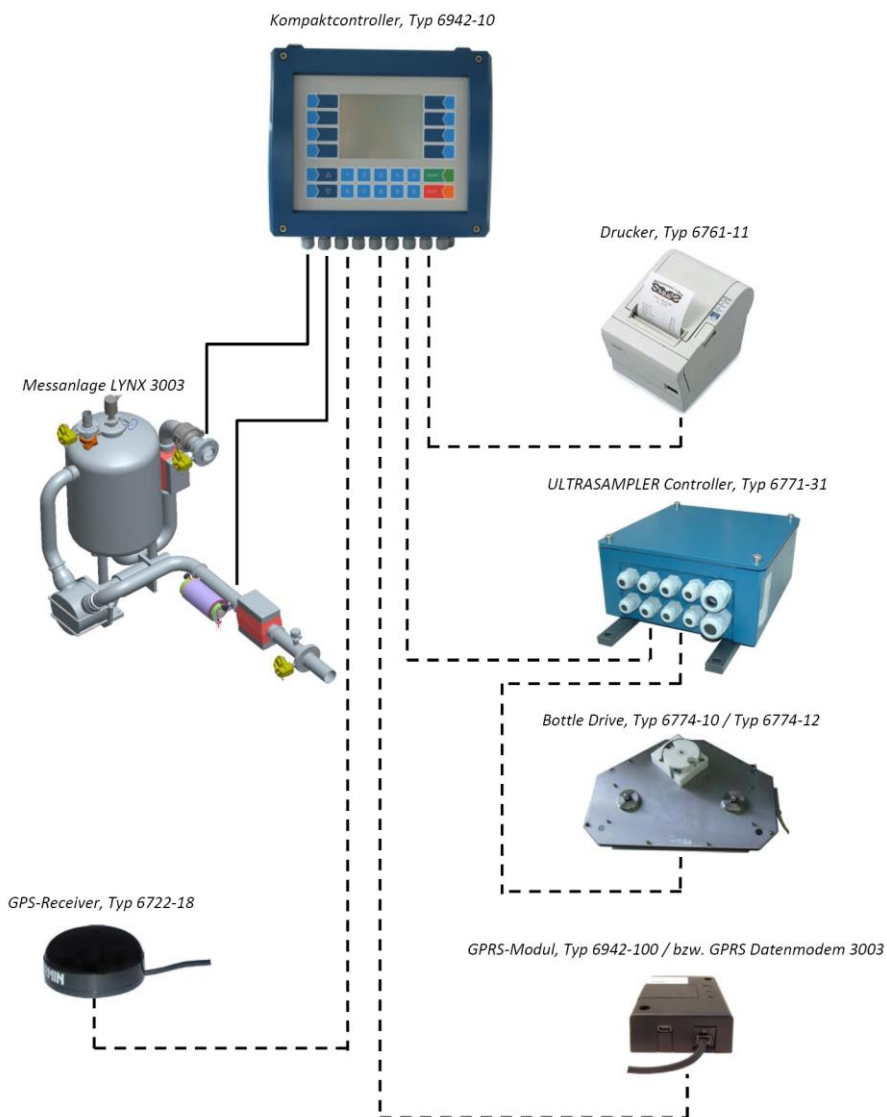 Kompaktcontroller, Typ 6942-10
Drucker, Typ 6761-11
Messanlage LYNX 3003
ULTRASAMPLER Controller, Typ 6771-31
Bottle Drive, Typ 6774-10 / Typ 6774-12
GPS-Receiver, Typ 6722-18
GPRS-Modul, Typ 6942-100 / bzw. GPRS Datenmodem 3003